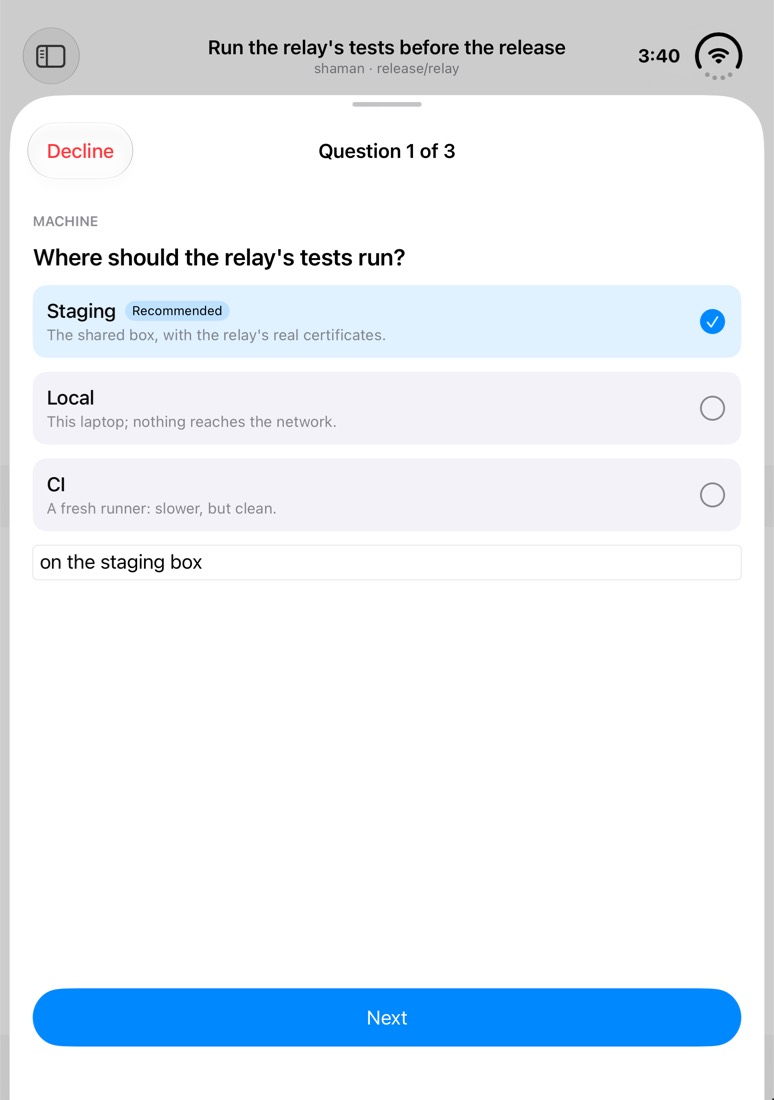 Run the relay's tests before the release
shaman · release/relay
3:40
Decline
Question 1 of 3
MACHINE
Where should the relay's tests run?
Staging Recommended
The shared box, with the relay's real certificates.
Local
This laptop; nothing reaches the network.
CI
A fresh runner: slower, but clean.
on the staging box
Next